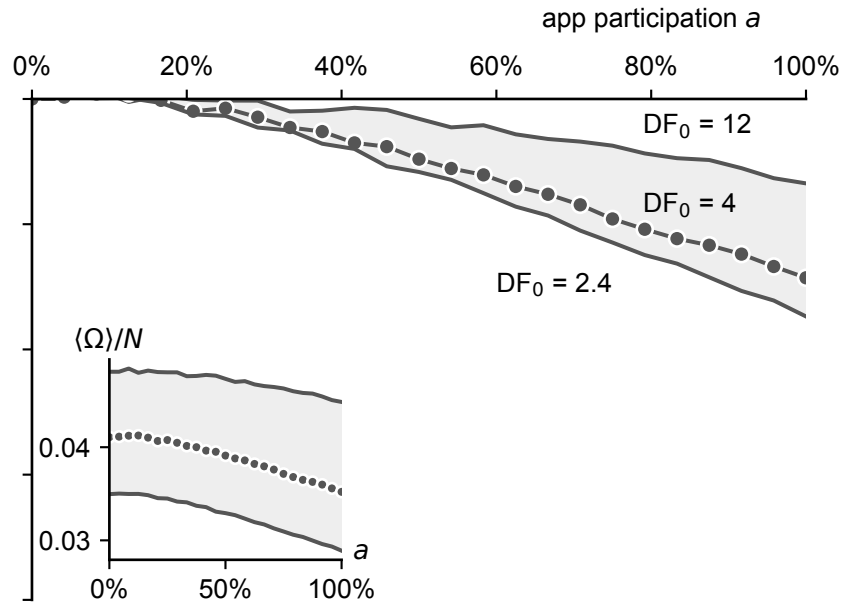 app participation a
0% 20% 40% 60% 80% 100%
DF₀ = 12
DF₀ = 4
DF₀ = 2.4
⟨Ω⟩/N
0.04
0.03
a
0% 50% 100%